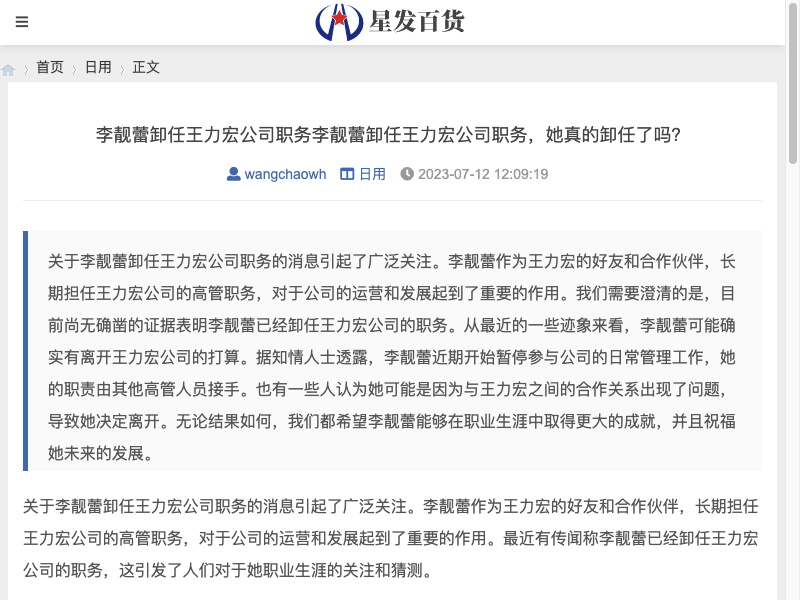 星发百货
首页 日用 正文
李靓蕾卸任王力宏公司职务李靓蕾卸任王力宏公司职务，她真的卸任了吗?
wangchaowh 日用 2023-07-12 12:09:19
关于李靓蕾卸任王力宏公司职务的消息引起了广泛关注。李靓蕾作为王力宏的好友和合作伙伴，长
期担任王力宏公司的高管职务，对于公司的运营和发展起到了重要的作用。我们需要澄清的是，目
前尚无确凿的证据表明李靓蕾已经卸任王力宏公司的职务。从最近的一些迹象来看，李靓蕾可能确
实有离开王力宏公司的打算。据知情人士透露，李靓蕾近期开始暂停参与公司的日常管理工作，她
的职责由其他高管人员接手。也有一些人认为她可能是因为与王力宏之间的合作关系出现了问题，
导致她决定离开。无论结果如何，我们都希望李靓蕾能够在职业生涯中取得更大的成就，并且祝福
她未来的发展。
关于李靓蕾卸任王力宏公司职务的消息引起了广泛关注。李靓蕾作为王力宏的好友和合作伙伴，长期担任
王力宏公司的高管职务，对于公司的运营和发展起到了重要的作用。最近有传闻称李靓蕾已经卸任王力宏
公司的职务，这引发了人们对于她职业生涯的关注和猜测。